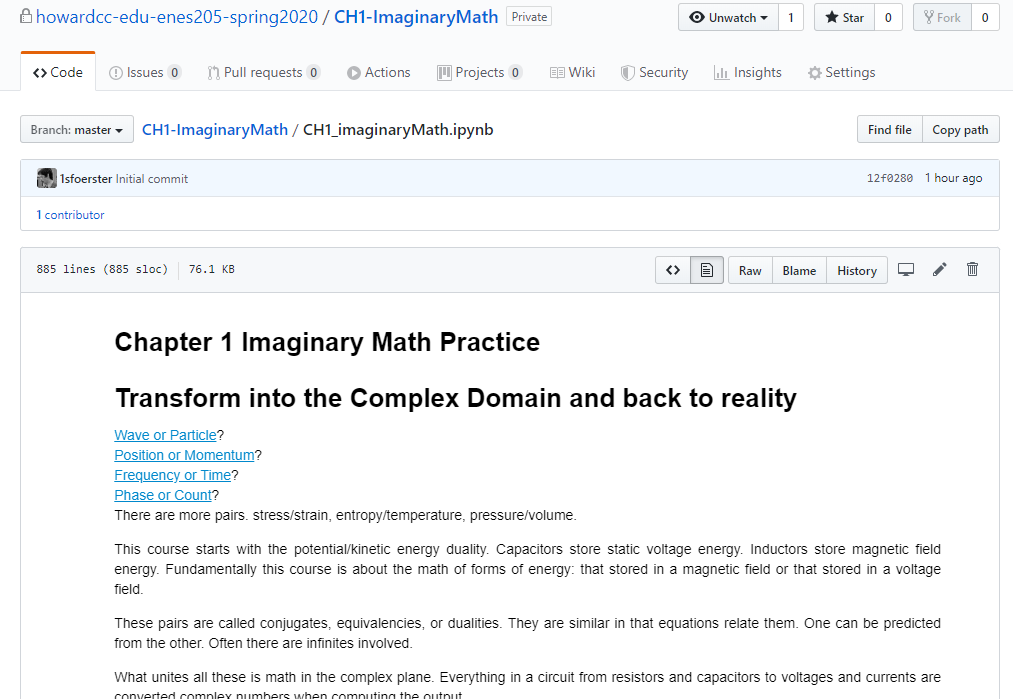 howardcc-edu-enes205-spring2020 / CH1-ImaginaryMath Private Unwatch 1 Star 0 Fork 0
Code Issues 0 Pull requests 0 Actions Projects 0 Wiki Security Insights Settings
Branch: master CH1-ImaginaryMath / CH1_imaginaryMath.ipynb Find file Copy path
1sfoerster Initial commit 12f0280 1 hour ago
1 contributor
885 lines (885 sloc) 76.1 KB Raw Blame History
Chapter 1 Imaginary Math Practice
Transform into the Complex Domain and back to reality
Wave or Particle?
Position or Momentum?
Frequency or Time?
Phase or Count?
There are more pairs. stress/strain, entropy/temperature, pressure/volume.
This course starts with the potential/kinetic energy duality. Capacitors store static voltage energy. Inductors store magnetic field
energy. Fundamentally this course is about the math of forms of energy: that stored in a magnetic field or that stored in a voltage
field.
These pairs are called conjugates, equivalencies, or dualities. They are similar in that equations relate them. One can be predicted
from the other. Often there are infinites involved.
What unites all these is math in the complex plane. Everything in a circuit from resistors and capacitors to voltages and currents are
converted complex numbers when computing the output.